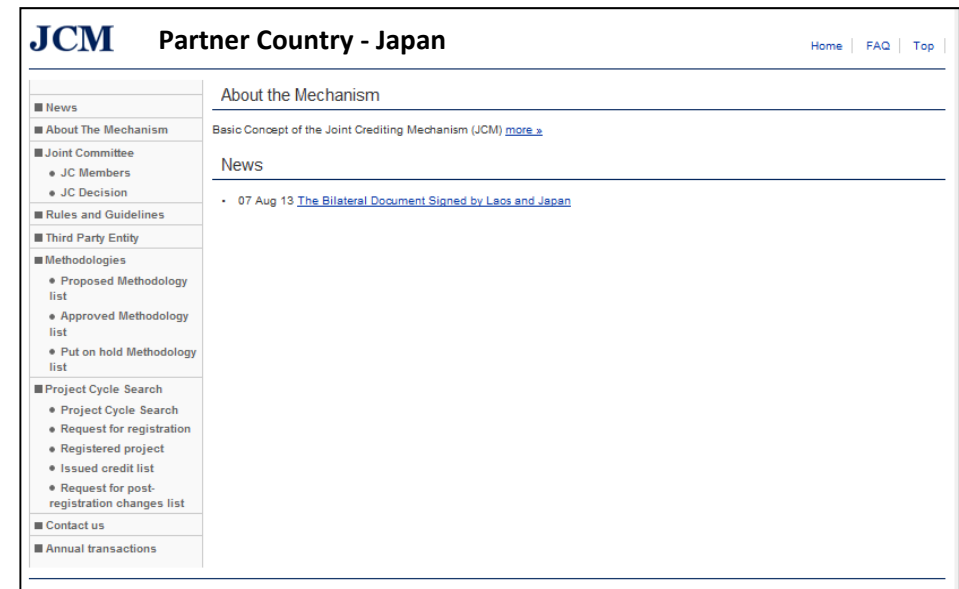 JCM Partner Country - Japan
Home FAQ Top
News
About The Mechanism
Joint Committee
JC Members
JC Decision
Rules and Guidelines
Third Party Entity
Methodologies
Proposed Methodology
list
Approved Methodology
list
Put on hold Methodology
list
Project Cycle Search
Project Cycle Search
Request for registration
Registered project
Issued credit list
Request for post-
registration changes list
Contact us
Annual transactions
About the Mechanism
Basic Concept of the Joint Crediting Mechanism (JCM) more »
News
• 07 Aug 13 The Bilateral Document Signed by Laos and Japan